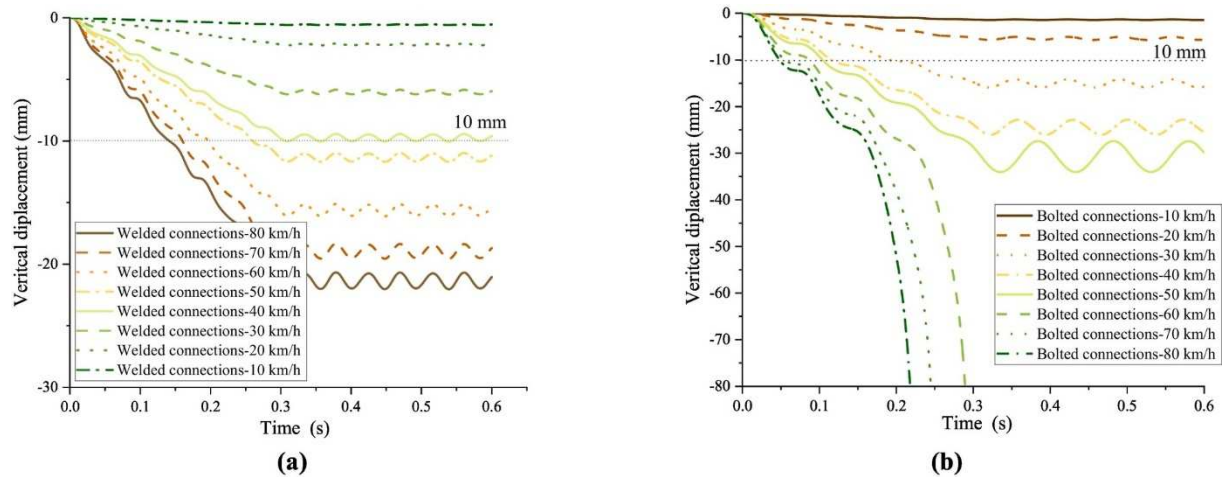 Veritcal diplacement (mm)
0
-10
-20
-30
10 mm
Welded connections-80 km/h
Welded connections-70 km/h
Welded connections-60 km/h
Welded connections-50 km/h
Welded connections-40 km/h
Welded connections-30 km/h
Welded connections-20 km/h
Welded connections-10 km/h
0.0 0.1 0.2 0.3 0.4 0.5 0.6
Time (s)
(a)
Vertical diplacement (mm)
0
-10
-20
-30
-40
-50
-60
-70
-80
10 mm
Bolted connections-10 km/h
Bolted connections-20 km/h
Bolted connections-30 km/h
Bolted connections-40 km/h
Bolted connections-50 km/h
Bolted connections-60 km/h
Bolted connections-70 km/h
Bolted connections-80 km/h
0.0 0.1 0.2 0.3 0.4 0.5 0.6
Time (s)
(b)